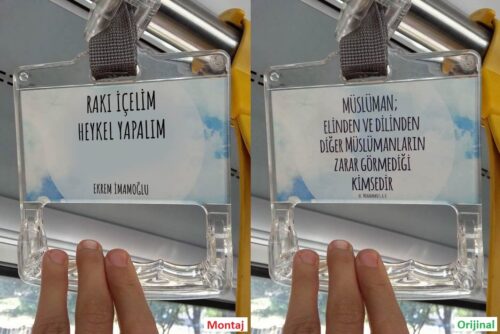 RAKI İÇELİM
HEYKEL YAPALIM
EKREM İMAMOĞLU
Montaj
MÜSLÜMAN;
ELİNDEN VE DİLİNDEN
DİĞER MÜSLÜMANLARIN
ZARAR GÖRMEDİĞİ
KİMSEDİR
Orijinal